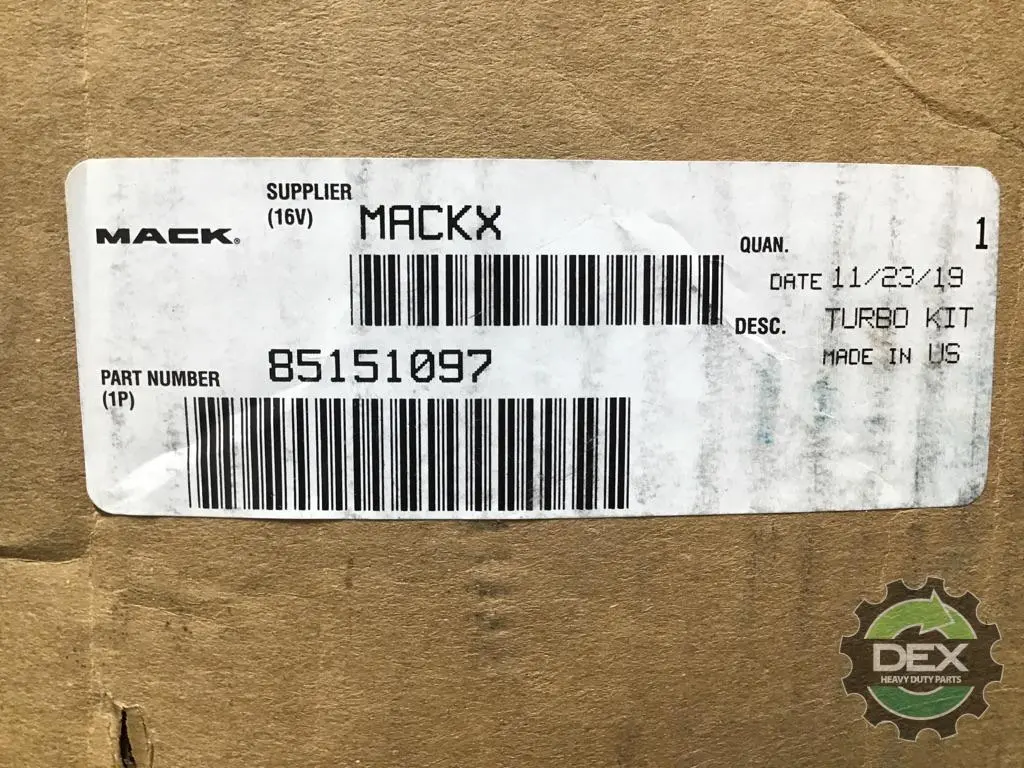 SUPPLIER
(16V)
MACKX
MACK®
QUAN. 1
DATE 11/23/19
DESC. TURBO KIT
MADE IN US
PART NUMBER
(1P)
85151097
DEX
HEAVY DUTY PARTS